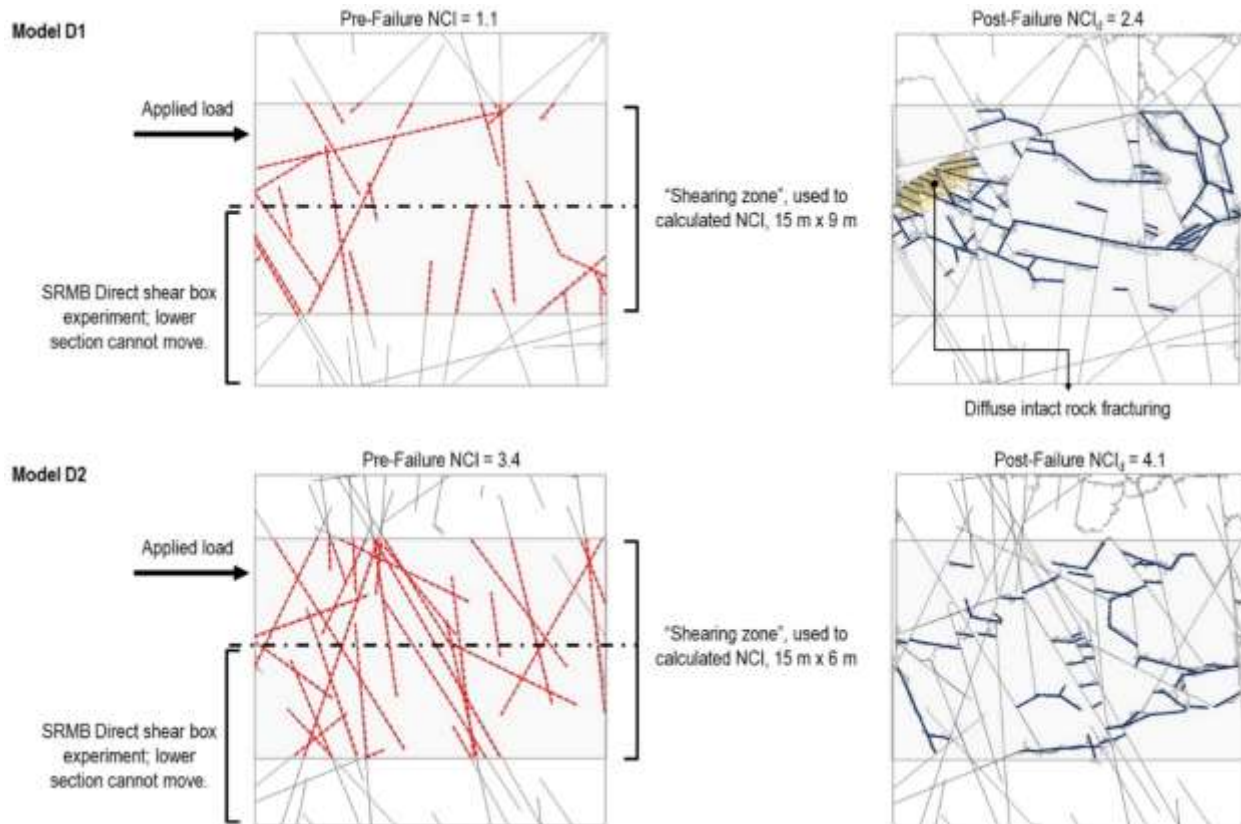 Model D1
Pre-Failure NCI = 1.1
Post-Failure NCId = 2.4
Applied load
"Shearing zone", used to
calculated NCI, 15 m x 9 m
SRMB Direct shear box
experiment; lower
section cannot move.
Diffuse intact rock fracturing
Model D2
Pre-Failure NCI = 3.4
Post-Failure NCId = 4.1
Applied load
"Shearing zone", used to
calculated NCI, 15 m x 6 m
SRMB Direct shear box
experiment; lower
section cannot move.